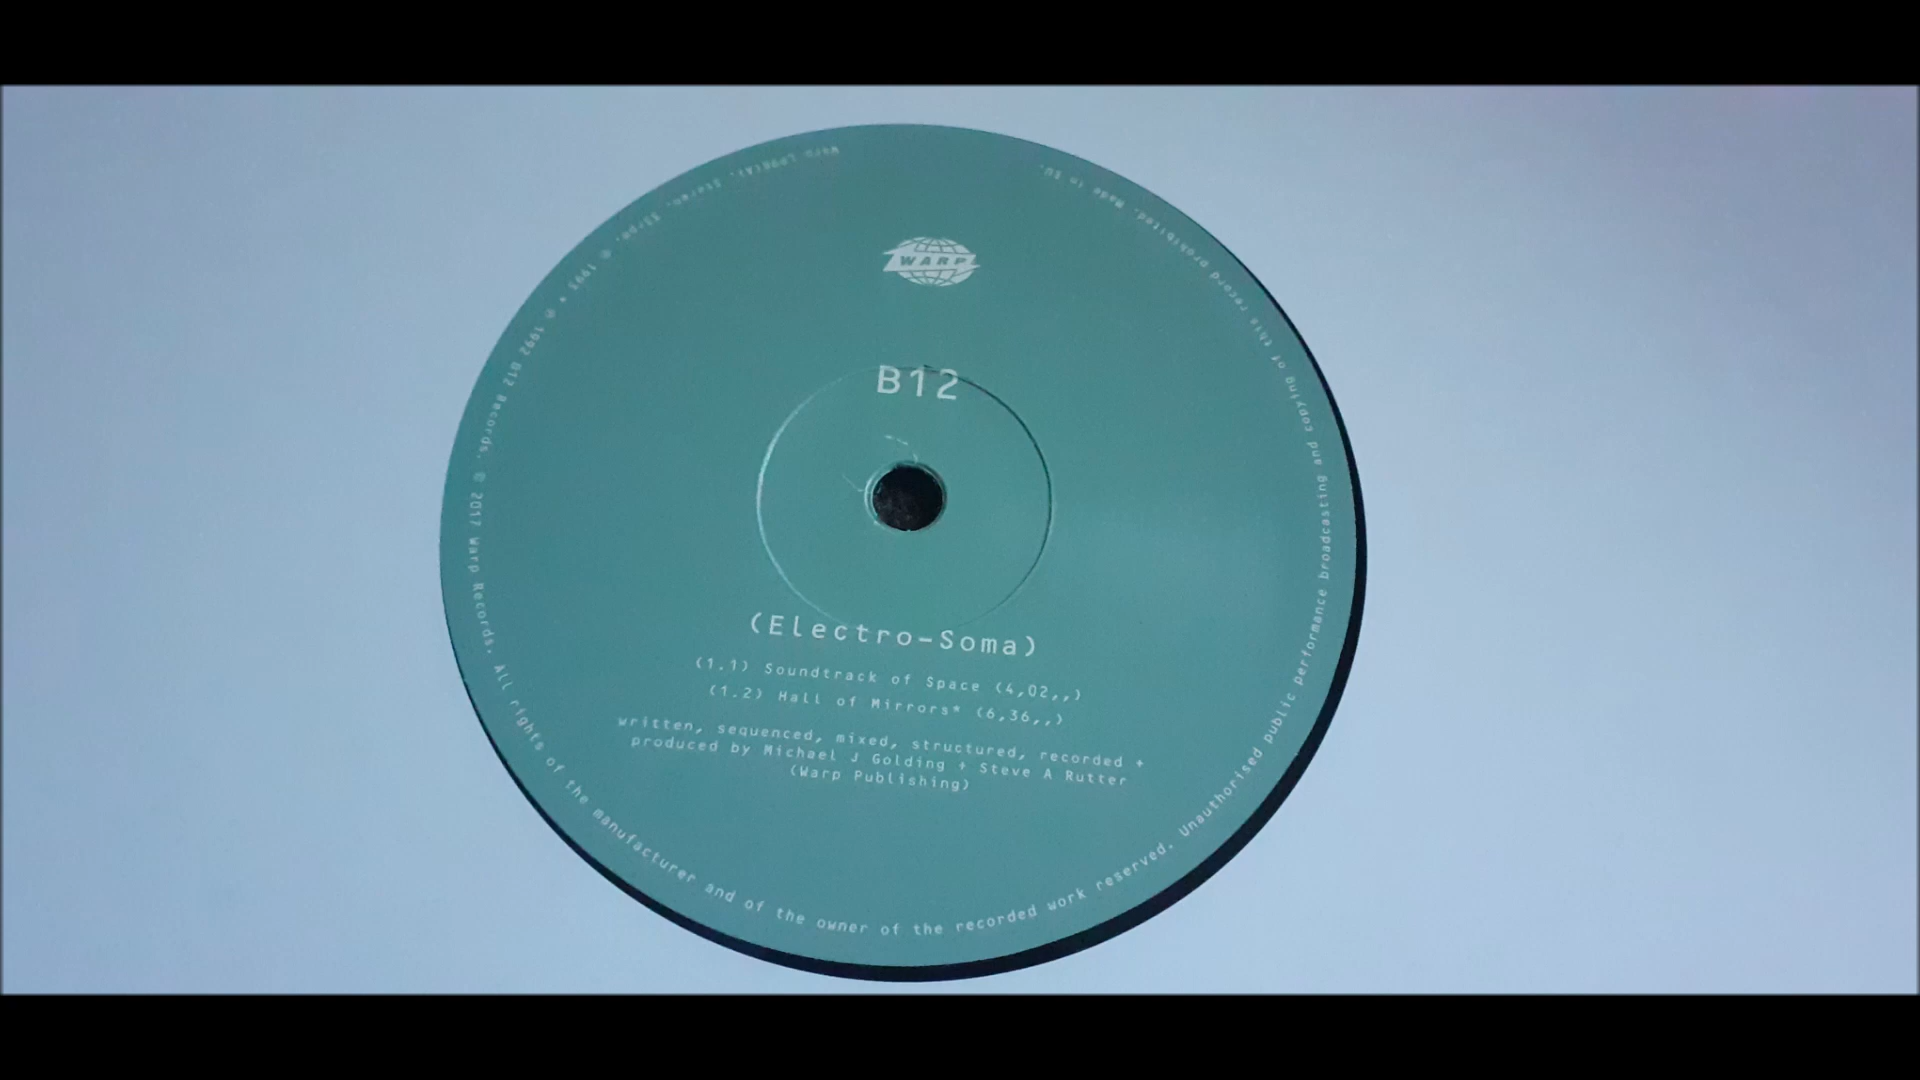 WARP
B12
(Electro-Soma)
(1.1) Soundtrack of Space (4,02,,)
(1.2) Hall of Mirrors* (6,36,,)
written, sequenced, mixed, structured, recorded +
produced by Michael J Golding + Steve A Rutter
(Warp Publishing)
Stereo. 33rpm. ℗ 1993 + ℗ 1992 B12 Records. © 2017 Warp Records. All rights of the manufacturer and of the owner of the recorded work reserved. Unauthorised public performance broadcasting and copying of this record prohibited. Made in EU.